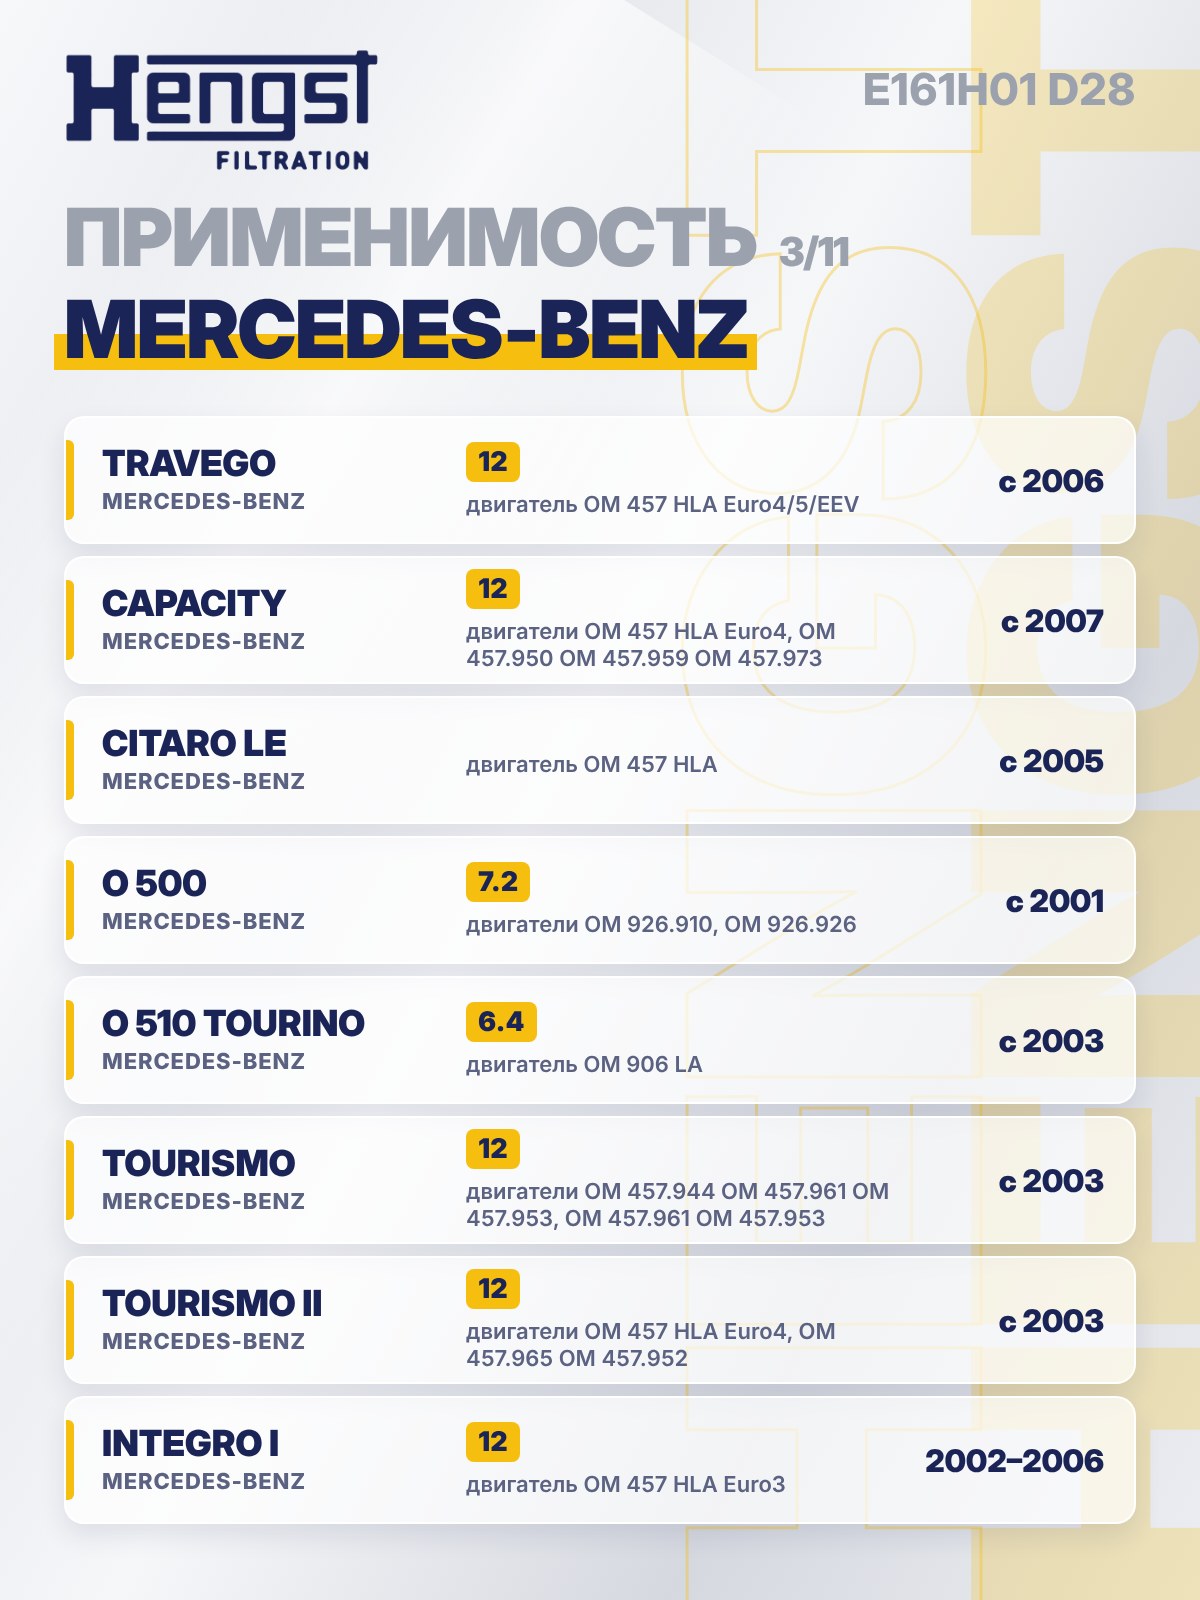 Hengst
FILTRATION
E161H01 D28
ПРИМЕНИМОСТЬ 3/11
MERCEDES-BENZ
TRAVEGO
MERCEDES-BENZ
12
двигатель OM 457 HLA Euro4/5/EEV
с 2006
CAPACITY
MERCEDES-BENZ
12
двигатели OM 457 HLA Euro4, OM
457.950 OM 457.959 OM 457.973
с 2007
CITARO LE
MERCEDES-BENZ
двигатель OM 457 HLA
с 2005
O 500
MERCEDES-BENZ
7.2
двигатели OM 926.910, OM 926.926
с 2001
O 510 TOURINO
MERCEDES-BENZ
6.4
двигатель OM 906 LA
с 2003
TOURISMO
MERCEDES-BENZ
12
двигатели OM 457.944 OM 457.961 OM
457.953, OM 457.961 OM 457.953
с 2003
TOURISMO II
MERCEDES-BENZ
12
двигатели OM 457 HLA Euro4, OM
457.965 OM 457.952
с 2003
INTEGRO I
MERCEDES-BENZ
12
двигатель OM 457 HLA Euro3
2002–2006
HENGST
HENGST